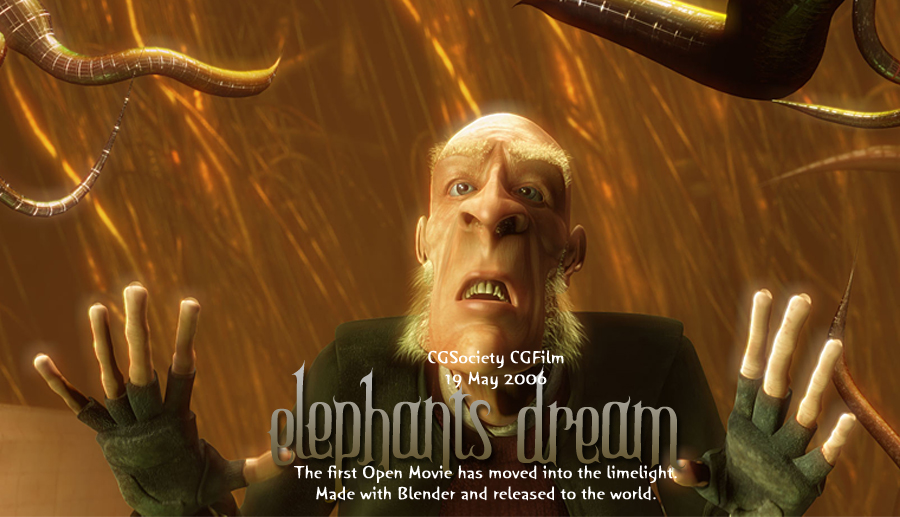 CGSociety CGFilm
19 May 2006
elephants dream
The first Open Movie has moved into the limelight.
Made with Blender and released to the world.